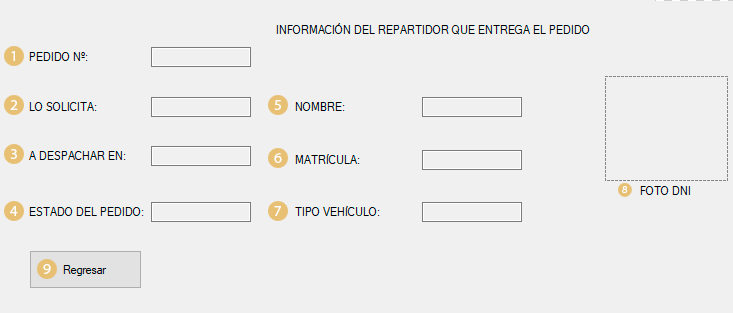 INFORMACIÓN DEL REPARTIDOR QUE ENTREGA EL PEDIDO
1 PEDIDO Nº:
2 LO SOLICITA:
5 NOMBRE:
3 A DESPACHAR EN:
6 MATRÍCULA:
8 FOTO DNI
4 ESTADO DEL PEDIDO:
7 TIPO VEHÍCULO:
9 Regresar